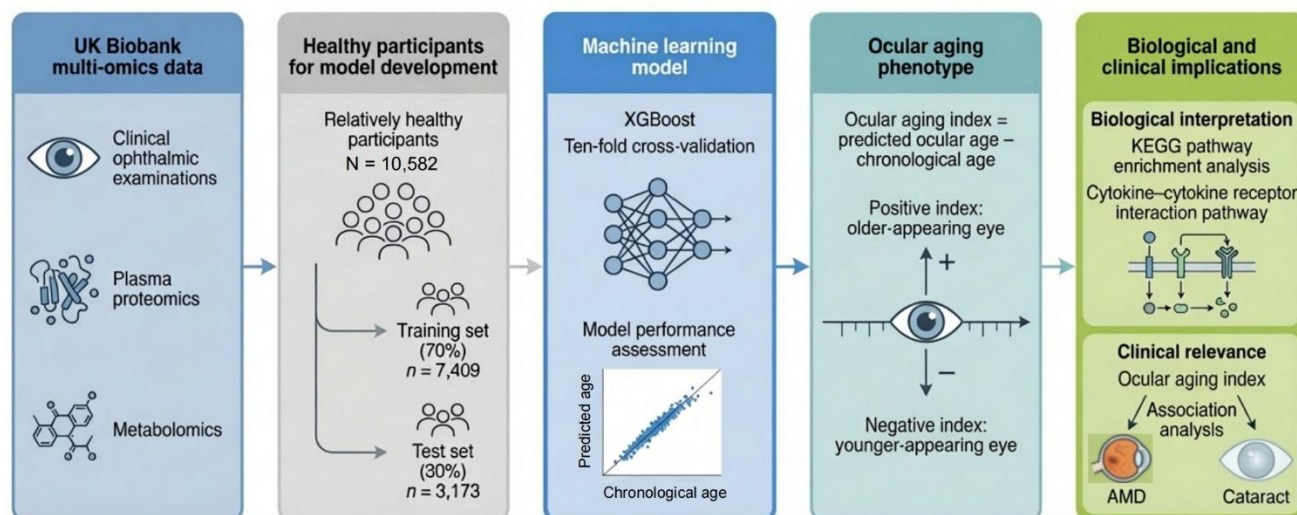 UK Biobank
multi-omics data
Clinical
ophthalmic
examinations
Plasma
proteomics
Metabolomics
Healthy participants
for model development
Relatively healthy
participants
N = 10,582
Training set
(70%)
n = 7,409
Test set
(30%)
n = 3,173
Machine learning
model
XGBoost
Ten-fold cross-validation
Model performance
assessment
Predicted age
Chronological age
Ocular aging
phenotype
Ocular aging index =
predicted ocular age –
chronological age
Positive index:
older-appearing eye
+
−
Negative index:
younger-appearing eye
Biological and
clinical implications
Biological interpretation
KEGG pathway
enrichment analysis
Cytokine–cytokine receptor
interaction pathway
Clinical relevance
Ocular aging index
Association
analysis
AMD
Cataract